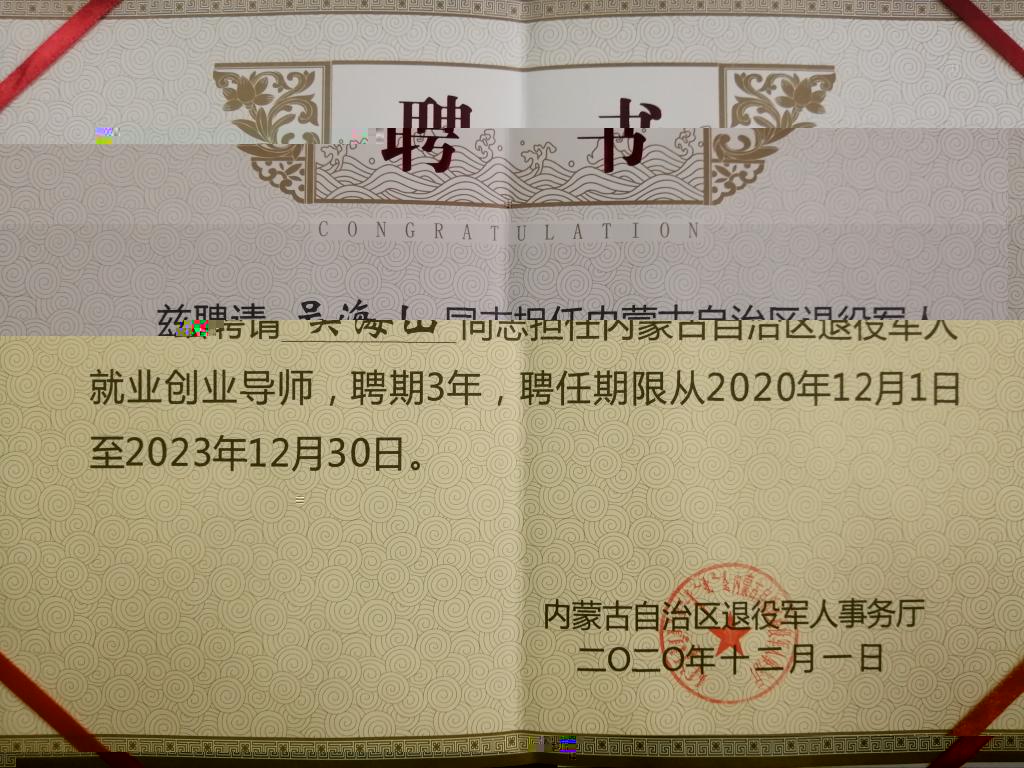 聘书
CONGRATULATION
兹聘请 吴海山 同志担任内蒙古自治区退役军人
就业创业导师，聘期3年，聘任期限从2020年12月1日
至2023年12月30日。
内蒙古自治区退役军人事务厅
二〇二〇年十二月一日